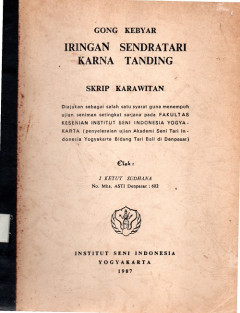 GONG KEBYAR
IRINGAN SENDRATARI
KARNA TANDING
SKRIP KARAWITAN
Diajukan sebagai salah satu syarat guna menempuh
ujian seniman setingkat sarjana pada FAKULTAS
KESENIAN INSTITUT SENI INDONESIA YOGYA-
KARTA (penyelesaian ujian Akademi Seni Tari In-
donesia Yogyakarta Bidang Tari Bali di Denpasar)
Oleh :
I KETUT SUDHANA
No. Mhs. ASTI Denpasar : 602
INSTITUT SENI INDONESIA
YOGYAKARTA
1987